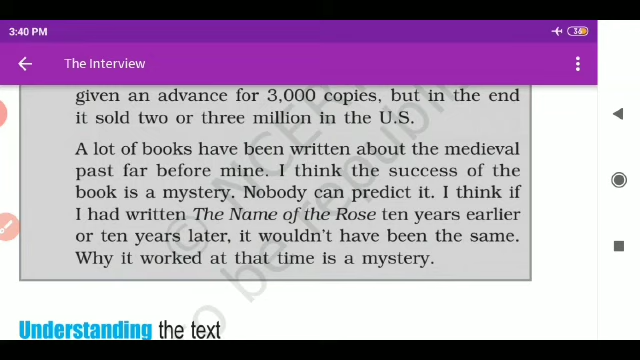 3:40 PM
36
The Interview
given an advance for 3,000 copies, but in the end
it sold two or three million in the U.S.
A lot of books have been written about the medieval
past far before mine. I think the success of the
book is a mystery. Nobody can predict it. I think if
I had written The Name of the Rose ten years earlier
or ten years later, it wouldn't have been the same.
Why it worked at that time is a mystery.
© NCER
o be republi
Understanding the text